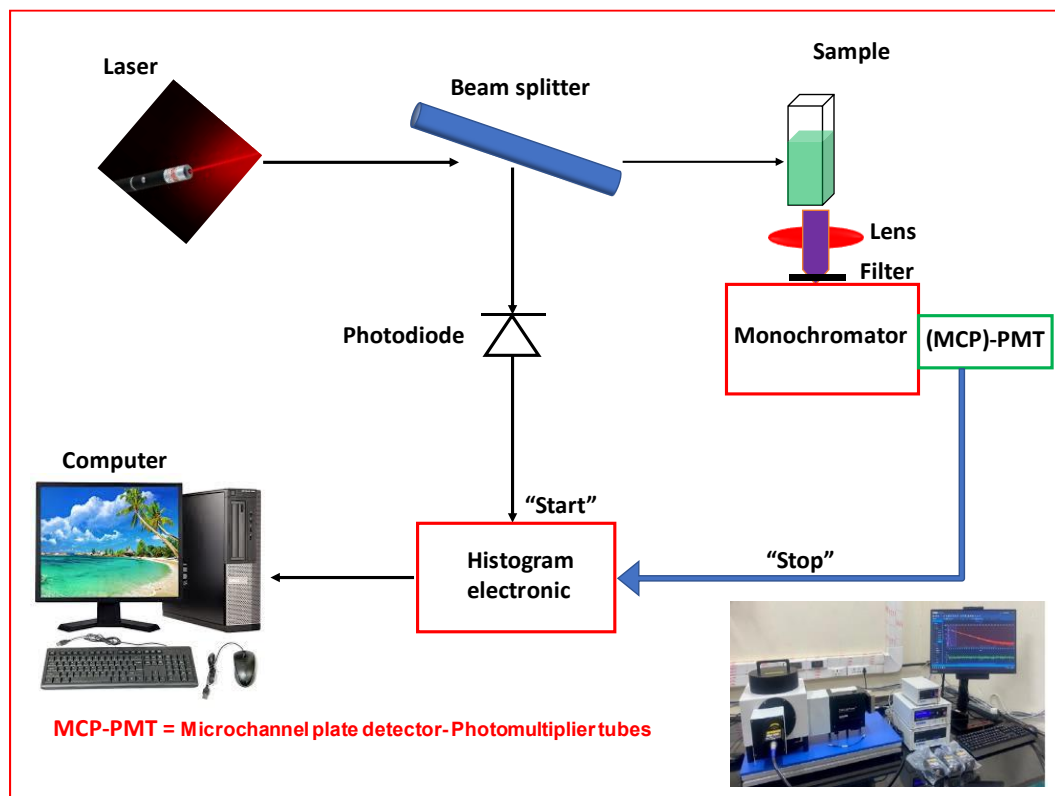 Laser
Beam splitter
Sample
Lens
Filter
Photodiode
Monochromator
(MCP)-PMT
Computer
“Start”
Histogram
electronic
“Stop”
MCP-PMT = Microchannel plate detector- Photomultiplier tubes